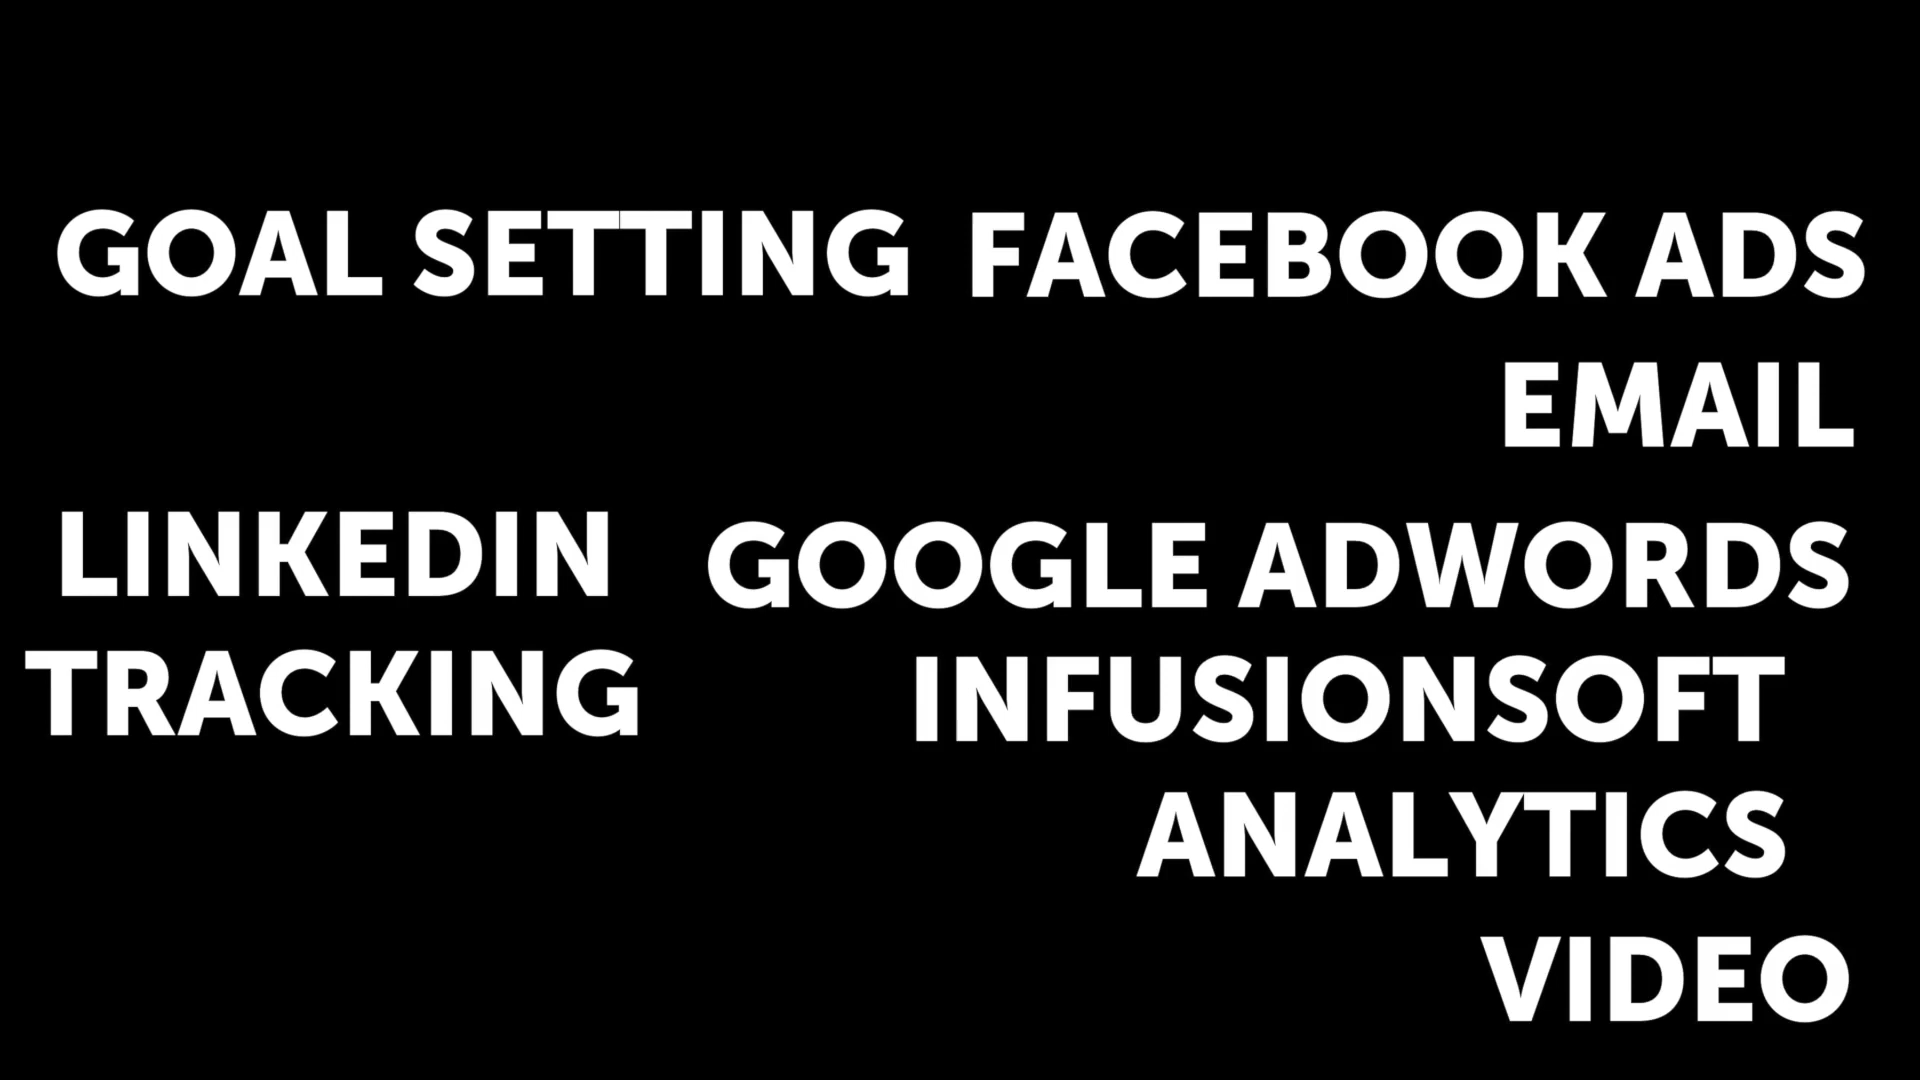 GOAL SETTING FACEBOOK ADS
EMAIL
LINKEDIN GOOGLE ADWORDS
TRACKING INFUSIONSOFT
ANALYTICS
VIDEO